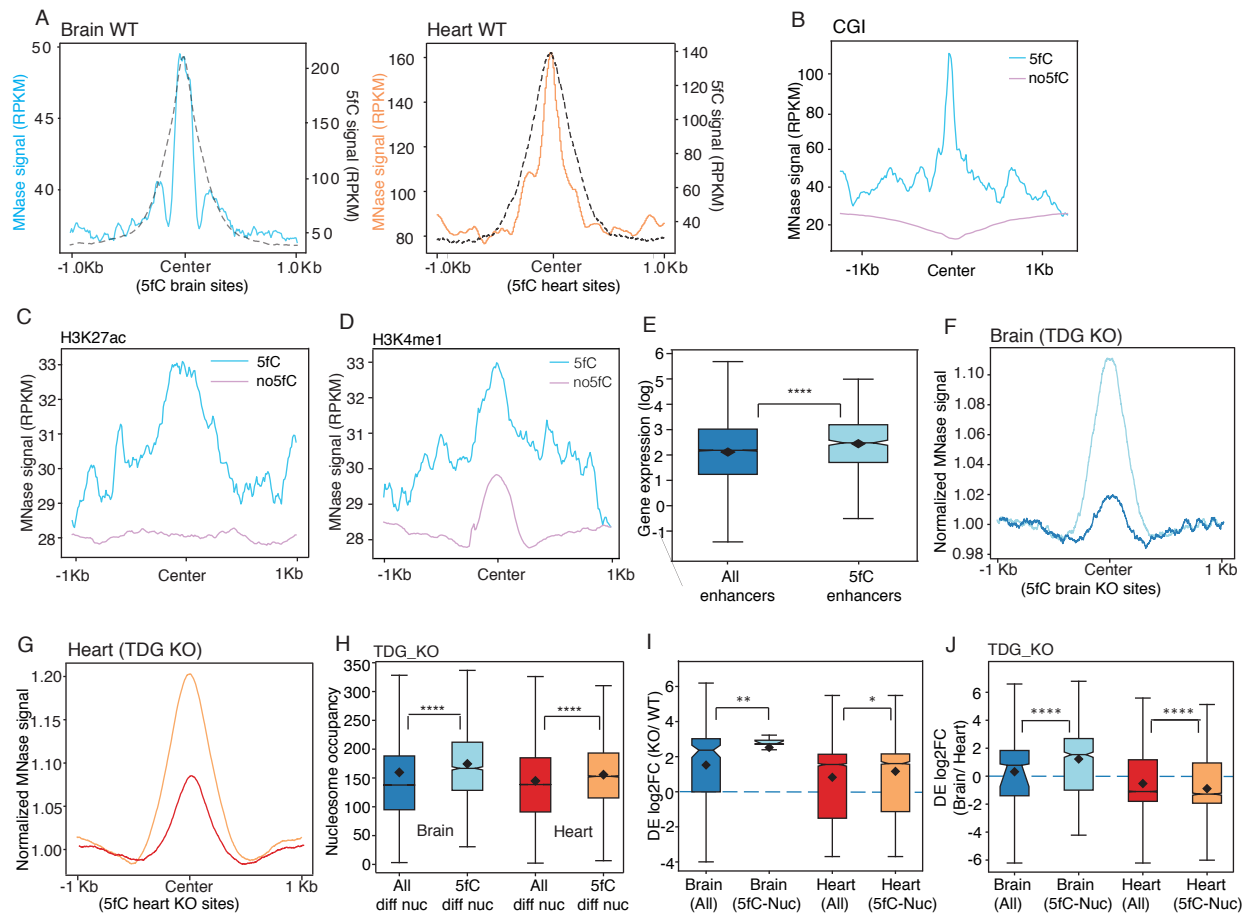 A
Brain WT
50
40
MNase signal (RPKM)
200
150
100
50
5fC signal (RPKM)
-1.0Kb
Center
1.0Kb
(5fC brain sites)
Heart WT
160
140
120
100
80
MNase signal (RPKM)
140
120
100
80
60
40
5fC signal (RPKM)
-1.0Kb
Center
1.0Kb
(5fC heart sites)
B
CGI
5fC
no5fC
100
80
60
40
20
MNase signal (RPKM)
-1Kb
Center
1Kb
C
H3K27ac
5fC
no5fC
33
32
31
30
29
28
MNase signal (RPKM)
-1Kb
Center
1Kb
D
H3K4me1
5fC
no5fC
33
32
31
30
29
28
MNase signal (RPKM)
-1Kb
Center
1Kb
E
6
5
4
3
2
1
0
-1
Gene expression (log)
****
All
enhancers
5fC
enhancers
F
Brain (TDG KO)
1.10
1.08
1.06
1.04
1.02
1.00
0.98
Normalized MNase signal
-1 Kb
Center
1 Kb
(5fC brain KO sites)
G
Heart (TDG KO)
1.20
1.15
1.10
1.05
1.00
Normalized MNase signal
-1 Kb
Center
1 Kb
(5fC heart KO sites)
H
TDG_KO
350
300
250
200
150
100
50
0
Nucleosome occupancy
****
****
Brain
Heart
All
diff nuc
5fC
diff nuc
All
diff nuc
5fC
diff nuc
I
6
4
2
0
-2
-4
DE log2FC (KO/ WT)
**
*
Brain
(All)
Brain
(5fC-Nuc)
Heart
(All)
Heart
(5fC-Nuc)
J
TDG_KO
6
4
2
0
-2
-4
-6
DE log2FC
(Brain/ Heart)
****
****
Brain
(All)
Brain
(5fC-Nuc)
Heart
(All)
Heart
(5fC-Nuc)